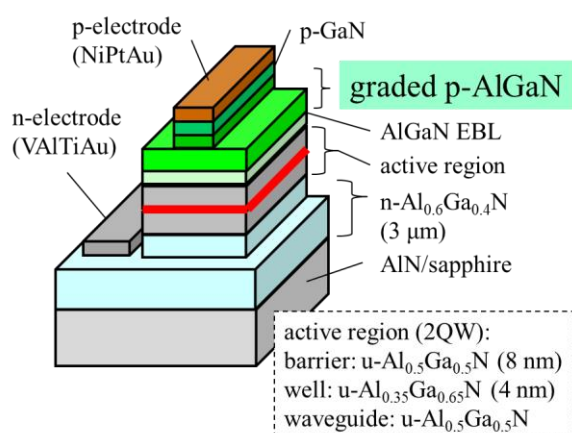 p-electrode
(NiPtAu)
p-GaN
graded p-AlGaN
n-electrode
(VAlTiAu)
AlGaN EBL
active region
n-Al₀.₆Ga₀.₄N
(3 μm)
AlN/sapphire
active region (2QW):
barrier: u-Al₀.₅Ga₀.₅N (8 nm)
well: u-Al₀.₃₅Ga₀.₆₅N (4 nm)
waveguide: u-Al₀.₅Ga₀.₅N